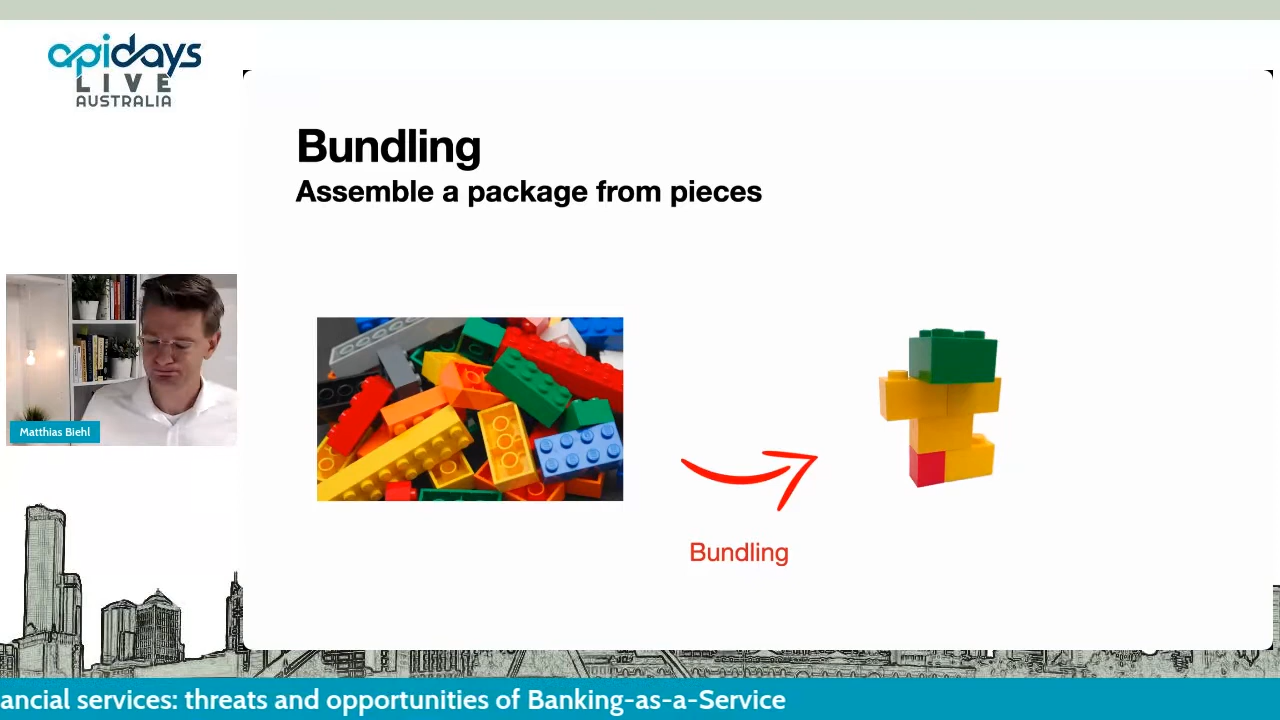 apidays
LIVE
AUSTRALIA
Bundling
Assemble a package from pieces
Matthias Biehl
Bundling
ancial services: threats and opportunities of Banking-as-a-Service